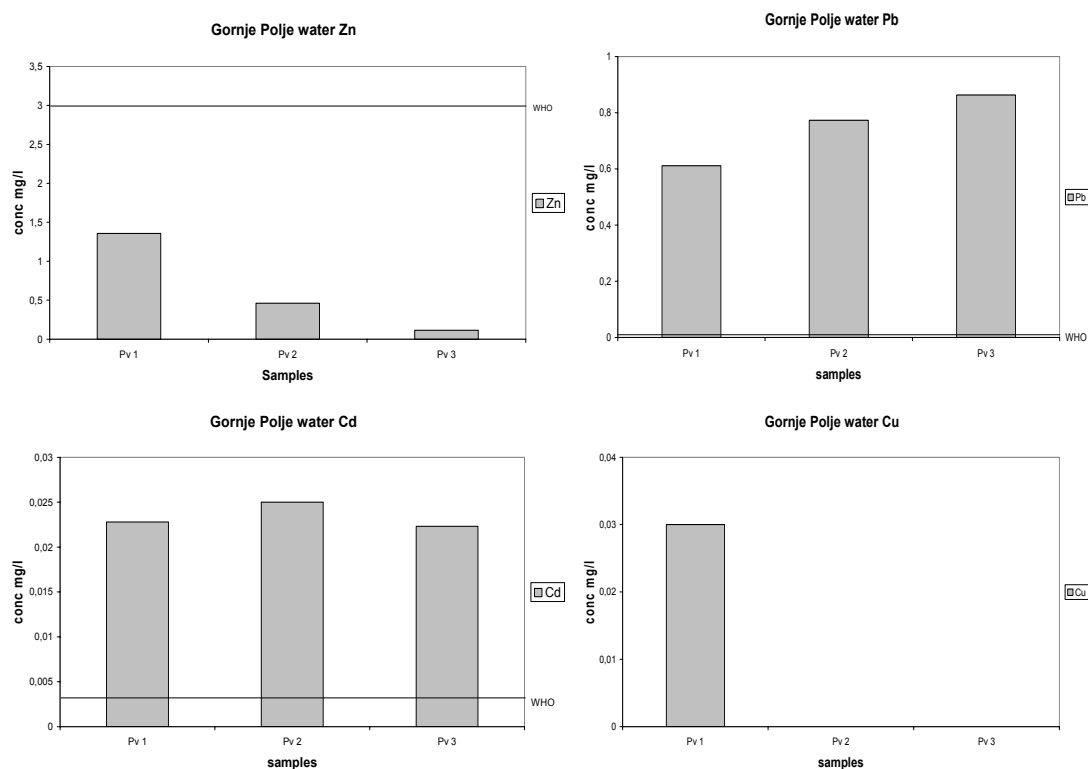 Gornje Polje water Zn
3,5
3
2,5
2
1,5
1
0,5
0
conc mg/l
WHO
Zn
Pv 1
Pv 2
Pv 3
Samples
Gornje Polje water Pb
1
0,8
0,6
0,4
0,2
0
conc mg/l
Pb
WHO
Pv 1
Pv 2
Pv 3
samples
Gornje Polje water Cd
0,03
0,025
0,02
0,015
0,01
0,005
0
conc mg/l
Cd
WHO
Pv 1
Pv 2
Pv 3
samples
Gornje Polje water Cu
0,04
0,03
0,02
0,01
0
conc mg/l
Cu
Pv 1
Pv 2
Pv 3
samples